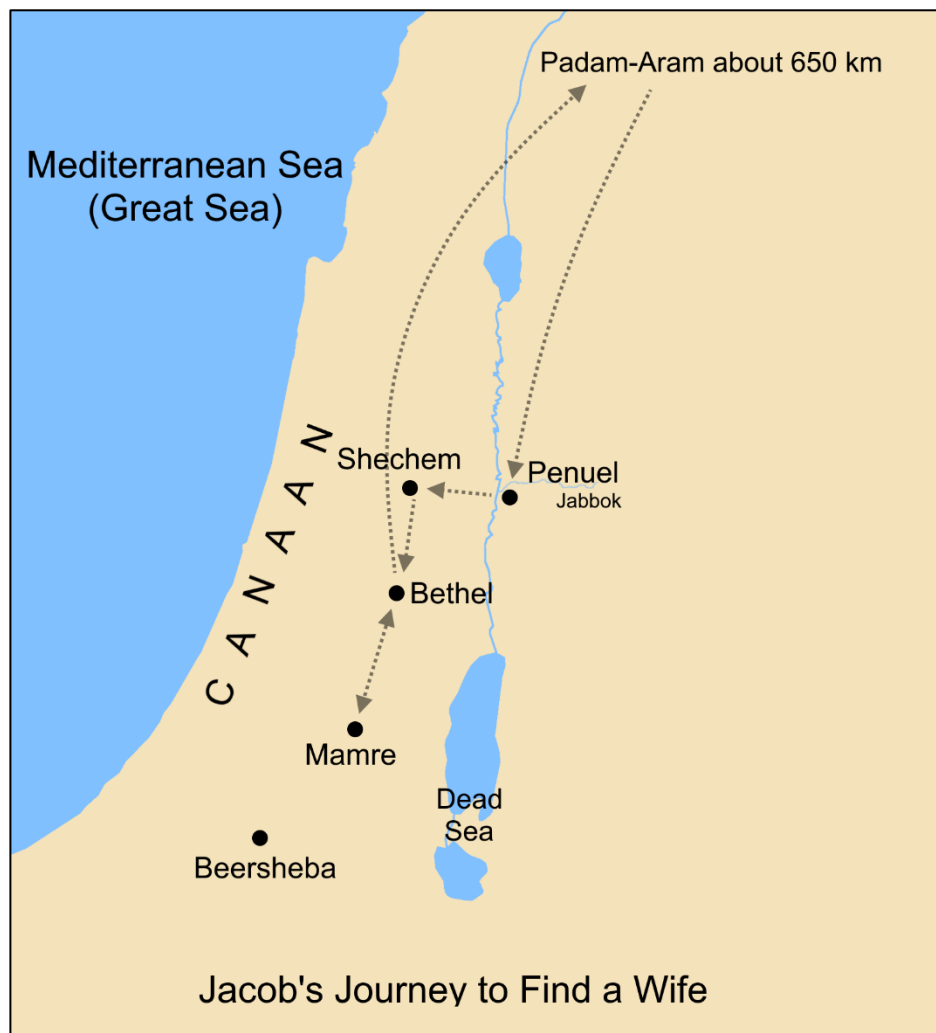 Padam-Aram about 650 km
Mediterranean Sea
(Great Sea)
CANAAN
Shechem
Penuel
Jabbok
Bethel
Mamre
Dead
Sea
Beersheba
Jacob's Journey to Find a Wife